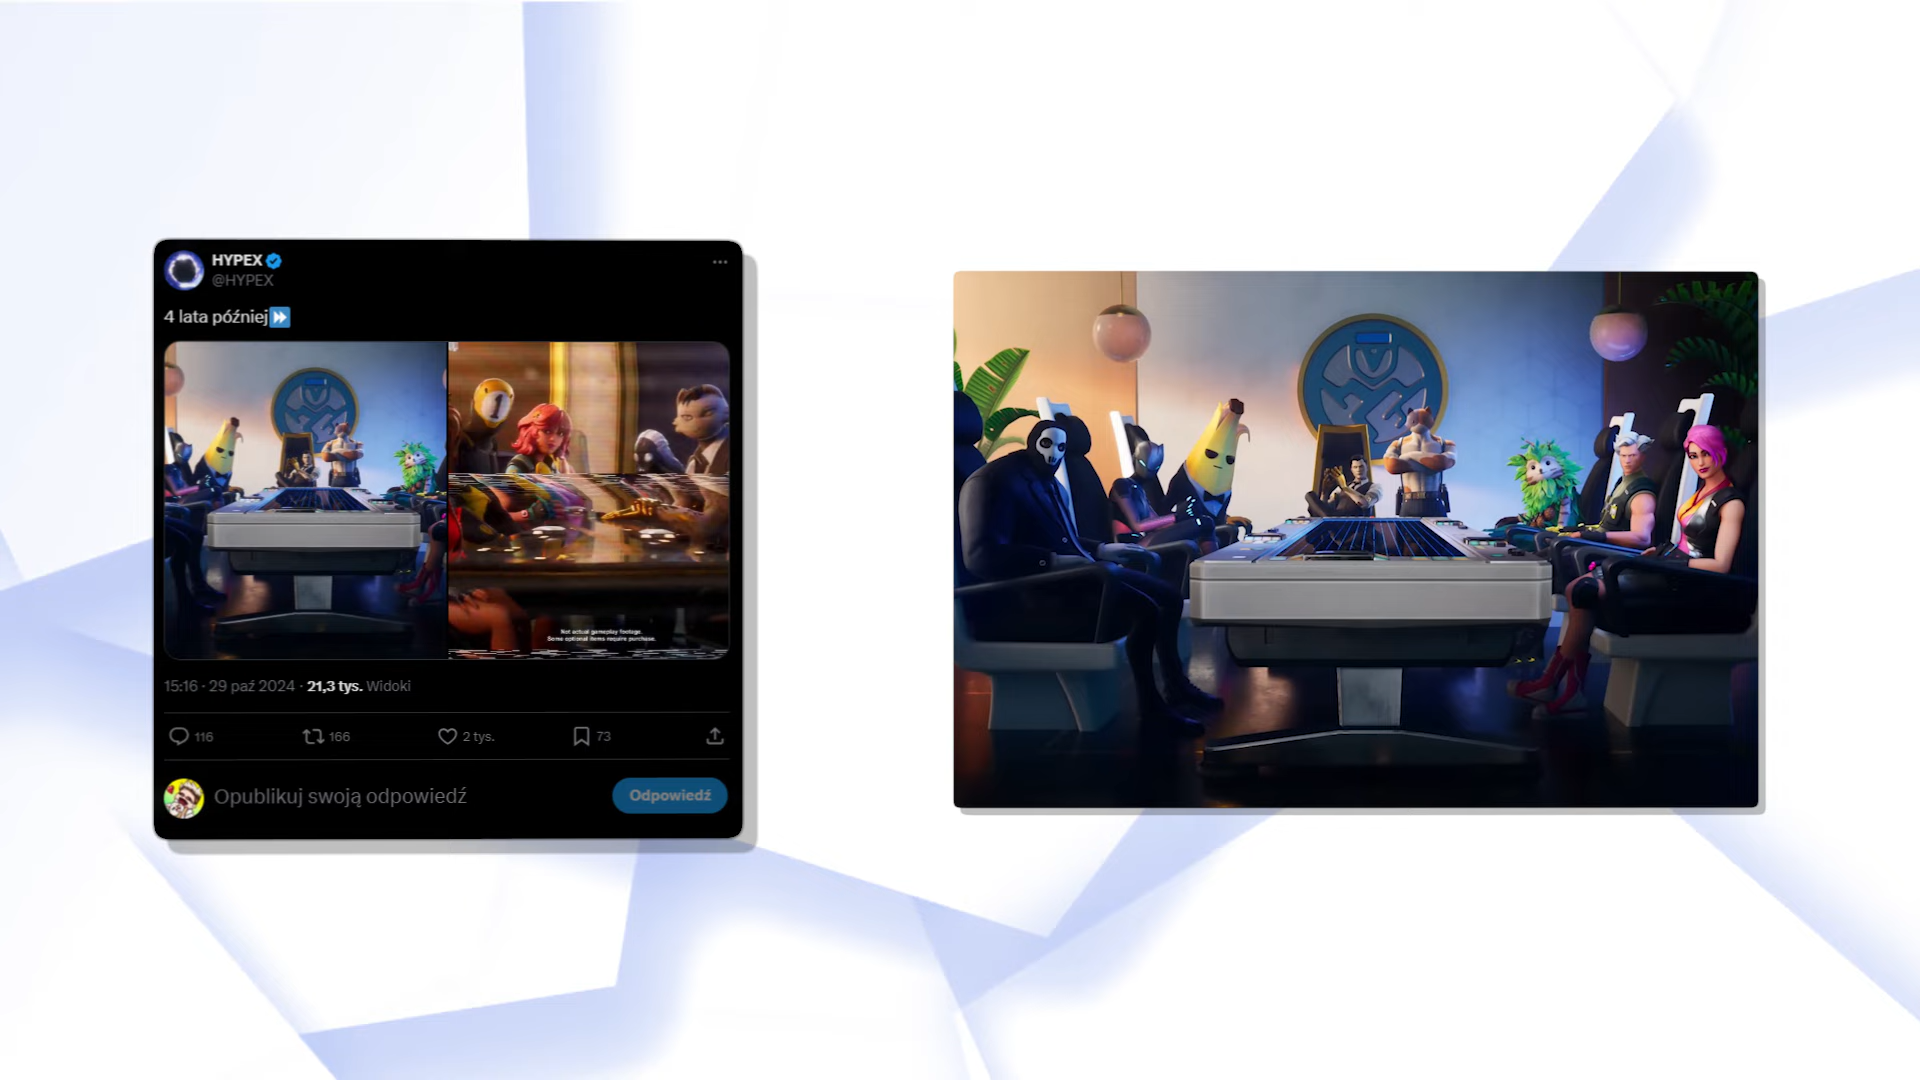 HYPEX
@HYPEX
4 lata później
Not actual gameplay footage.
Some optional items require purchase.
15:16 · 29 paź 2024 · 21,3 tys. Widoki
116 166 2 tys. 73
Opublikuj swoją odpowiedź
Odpowiedź